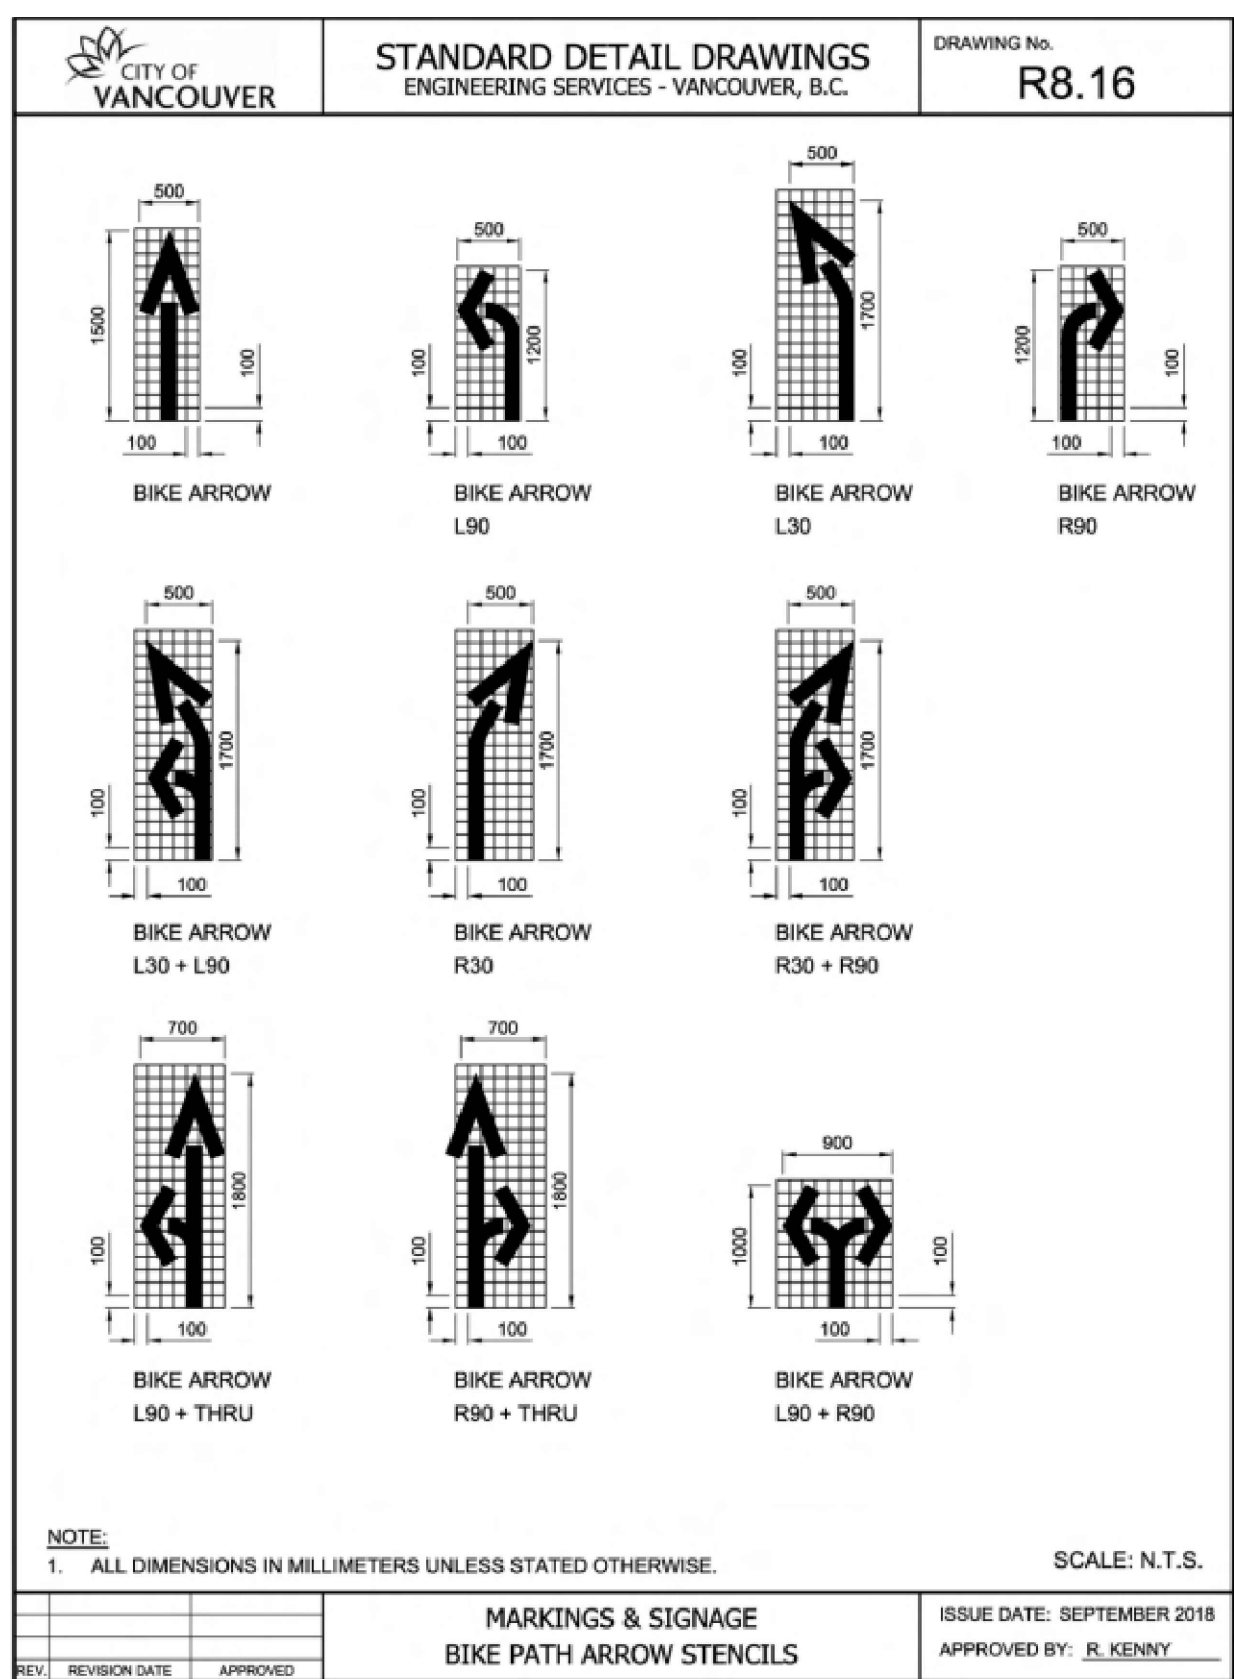 CITY OF
VANCOUVER
STANDARD DETAIL DRAWINGS
ENGINEERING SERVICES - VANCOUVER, B.C.
DRAWING No.
R8.16
500
1500
100
100
BIKE ARROW
500
100
1200
100
BIKE ARROW
L90
500
100
1700
100
BIKE ARROW
L30
500
1200
100
100
BIKE ARROW
R90
500
100
1700
100
BIKE ARROW
L30 + L90
500
100
1700
100
BIKE ARROW
R30
500
100
1700
100
BIKE ARROW
R30 + R90
700
100
1800
100
BIKE ARROW
L90 + THRU
700
100
1800
100
BIKE ARROW
R90 + THRU
900
1000
100
100
BIKE ARROW
L90 + R90
NOTE:
1. ALL DIMENSIONS IN MILLIMETERS UNLESS STATED OTHERWISE.
SCALE: N.T.S.
REV. REVISION DATE APPROVED
MARKINGS & SIGNAGE
BIKE PATH ARROW STENCILS
ISSUE DATE: SEPTEMBER 2018
APPROVED BY: R. KENNY